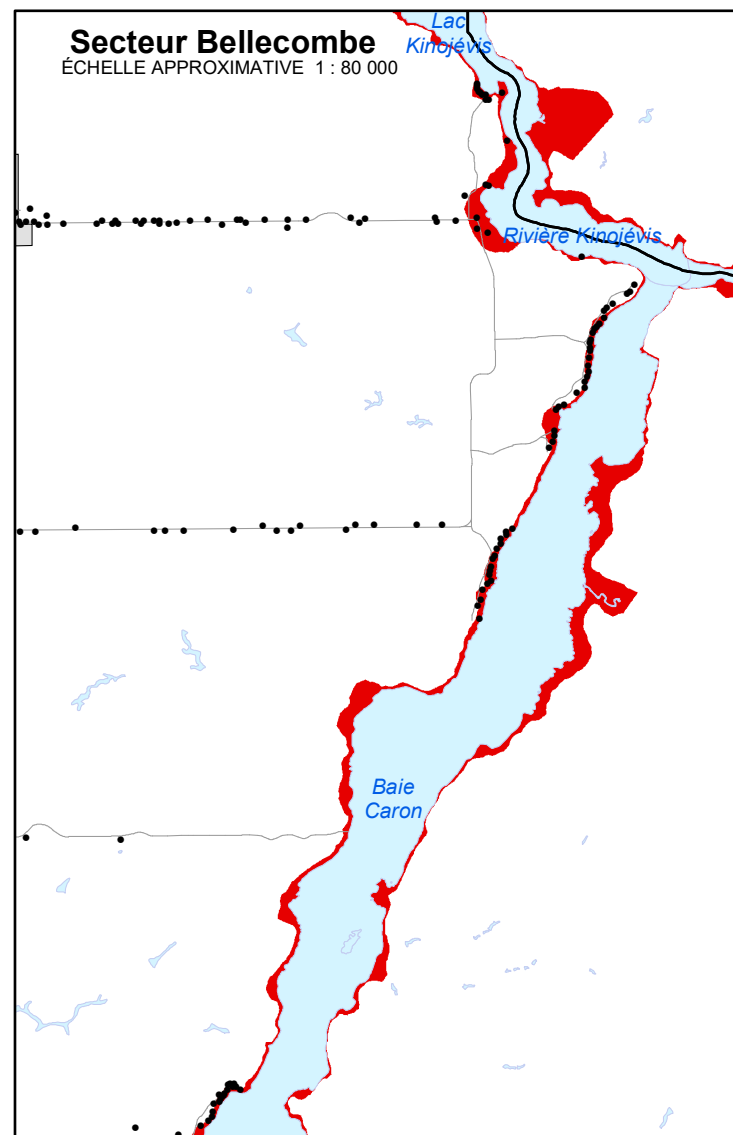 Secteur Bellecombe
ÉCHELLE APPROXIMATIVE 1 : 80 000
Lac
Kinojévis
Rivière Kinojévis
Baie
Caron